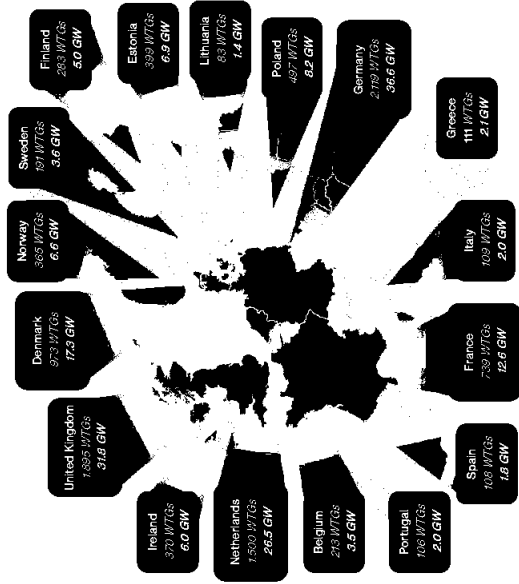 Finland
283 WTGs
5.0 GW
Estonia
399 WTGs
6.9 GW
Lithuania
83 WTGs
1.4 GW
Poland
497 WTGs
8.2 GW
Germany
2.119 WTGs
36.6 GW
Greece
111 WTGs
2.1 GW
Sweden
191 WTGs
3.6 GW
Norway
365 WTGs
6.6 GW
Italy
109 WTGs
2.0 GW
Denmark
973 WTGs
17.3 GW
France
739 WTGs
12.6 GW
United Kingdom
1.895 WTGs
31.8 GW
Spain
108 WTGs
1.8 GW
Ireland
370 WTGs
6.0 GW
Netherlands
1.500 WTGs
26.5 GW
Belgium
213 WTGs
3.5 GW
Portugal
106 WTGs
2.0 GW